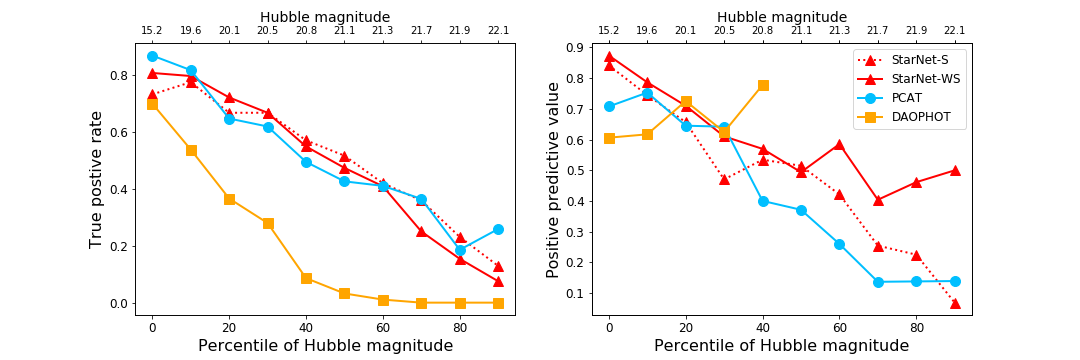 Hubble magnitude
15.2 19.6 20.1 20.5 20.8 21.1 21.3 21.7 21.9 22.1
True postive rate
0.8
0.6
0.4
0.2
0.0
0 20 40 60 80
Percentile of Hubble magnitude
Hubble magnitude
15.2 19.6 20.1 20.5 20.8 21.1 21.3 21.7 21.9 22.1
Positive predictive value
0.9
0.8
0.7
0.6
0.5
0.4
0.3
0.2
0.1
StarNet-S
StarNet-WS
PCAT
DAOPHOT
0 20 40 60 80
Percentile of Hubble magnitude